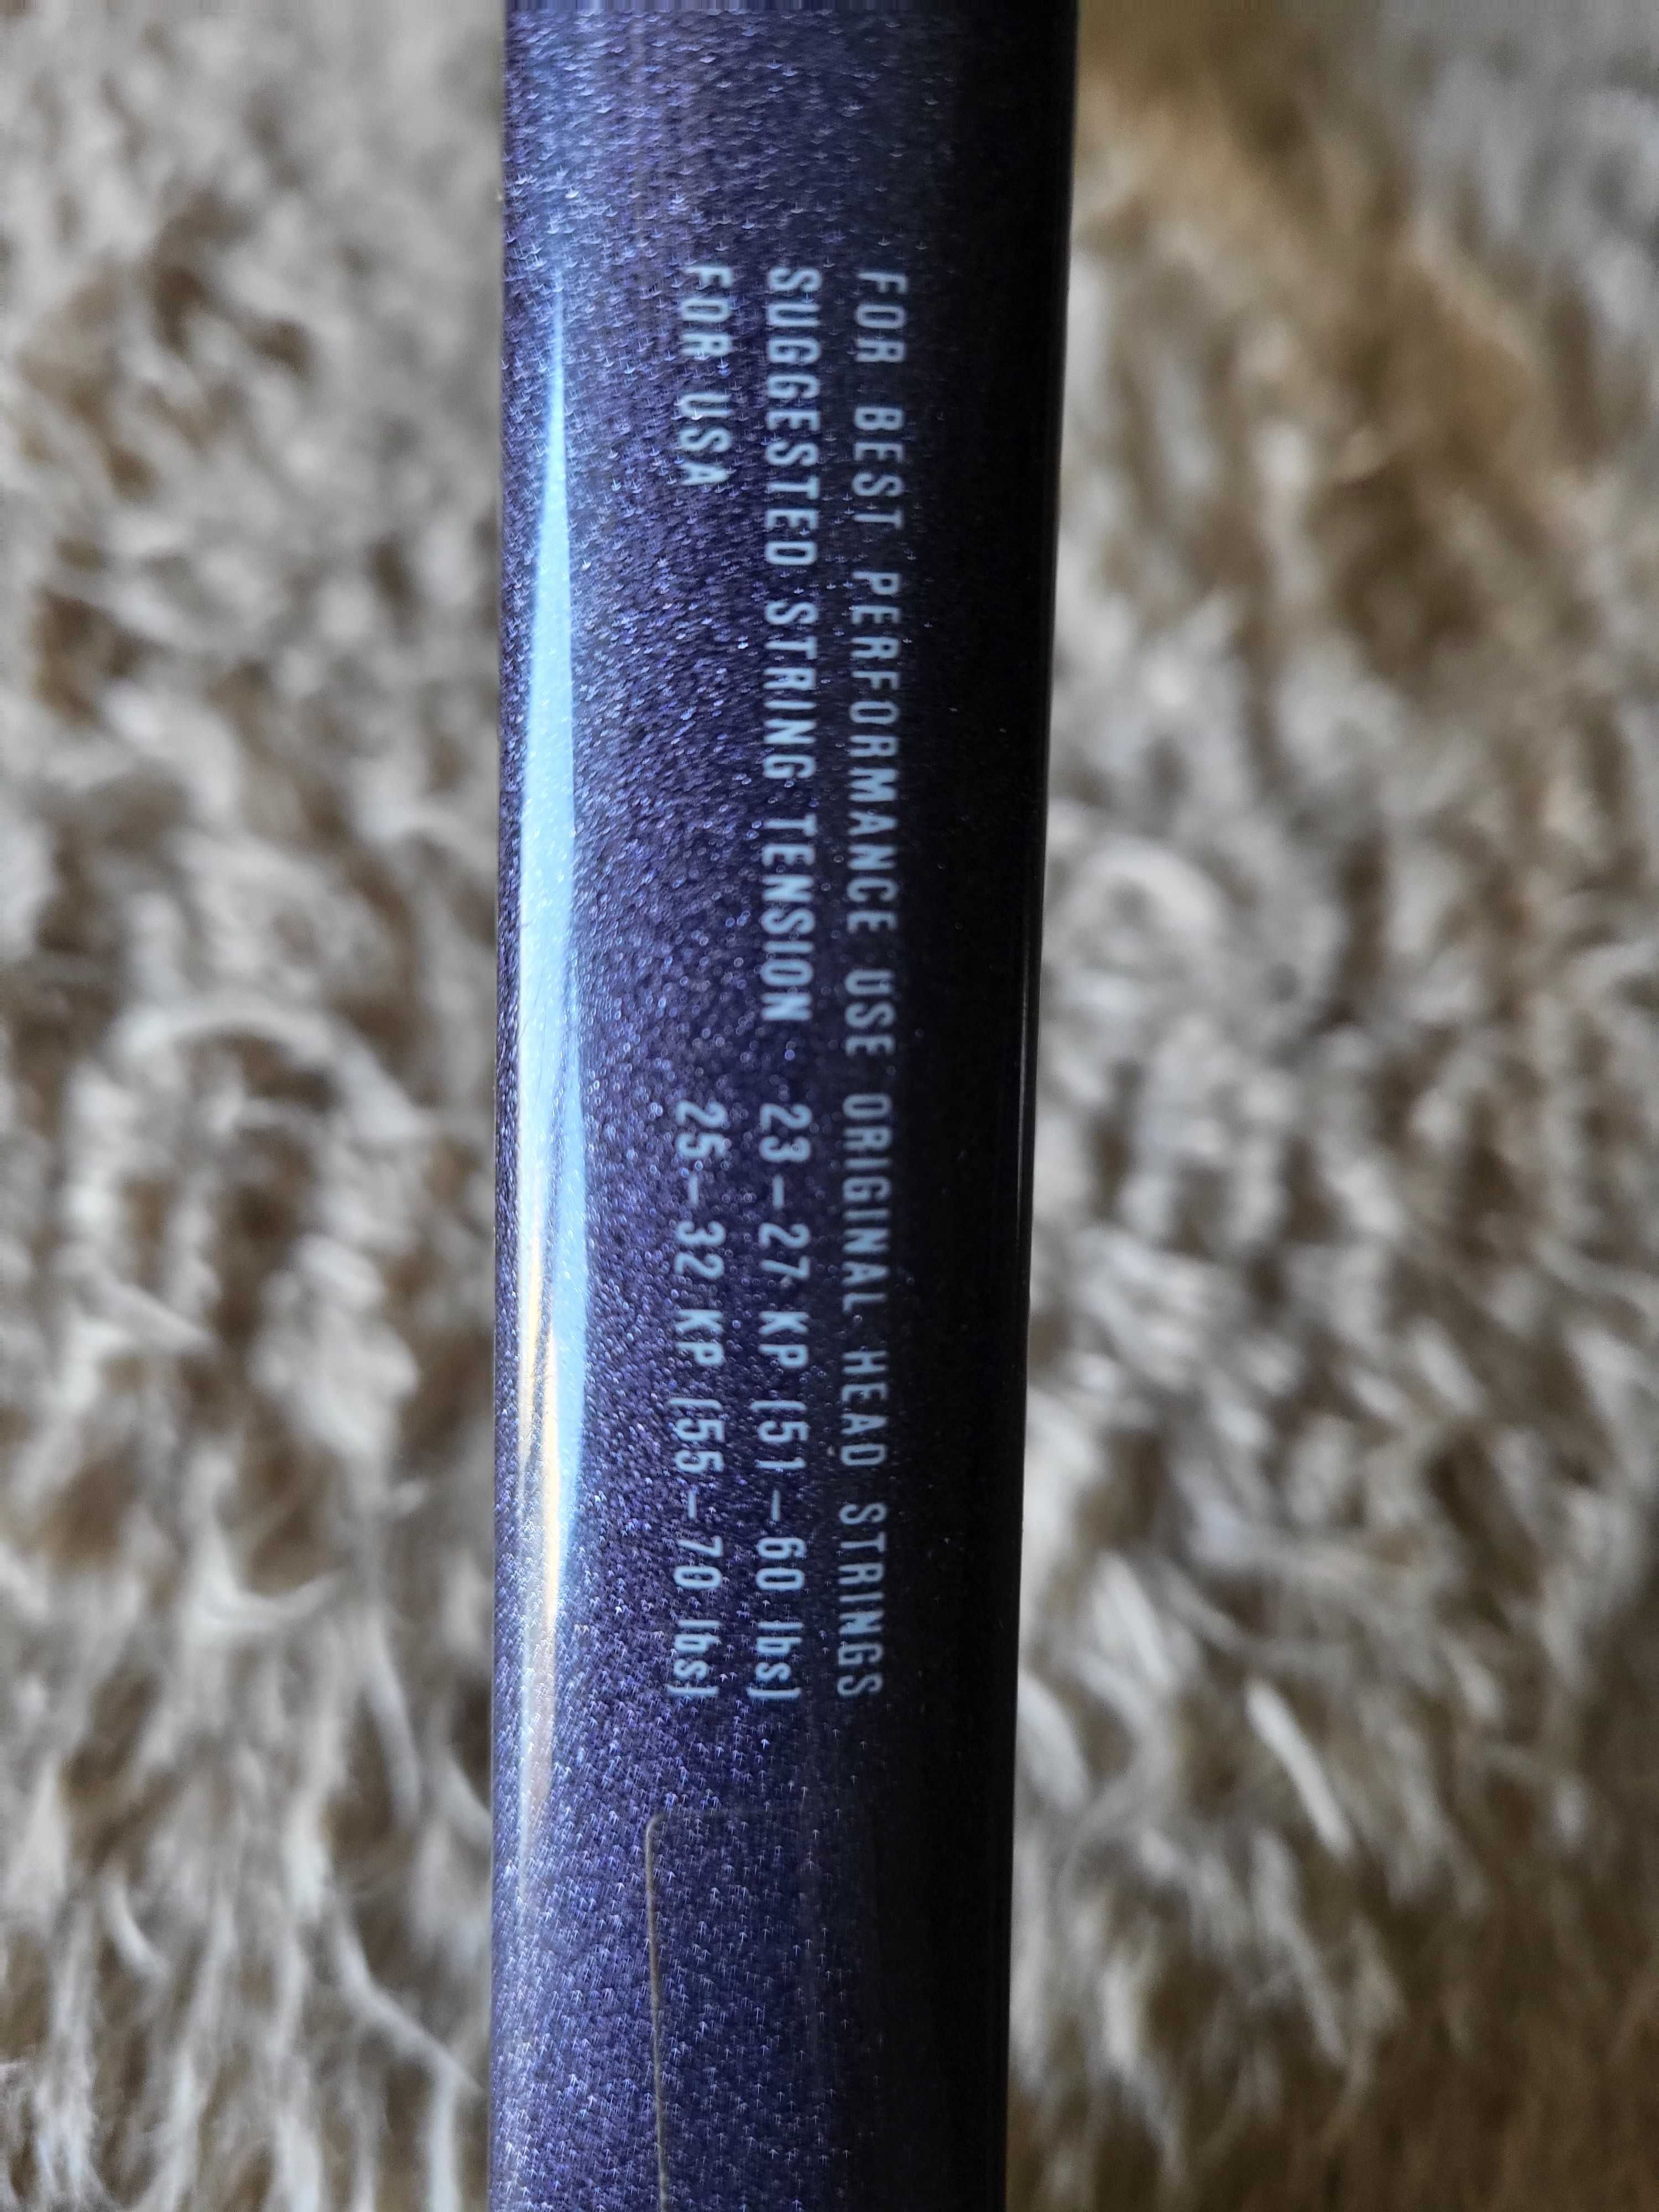 FOR BEST PERFORMANCE USE ORIGINAL HEAD STRINGS
SUGGESTED STRING TENSION 23-27 KP (51-60 lbs)
FOR USA 25-32 KP (55-70 lbs)